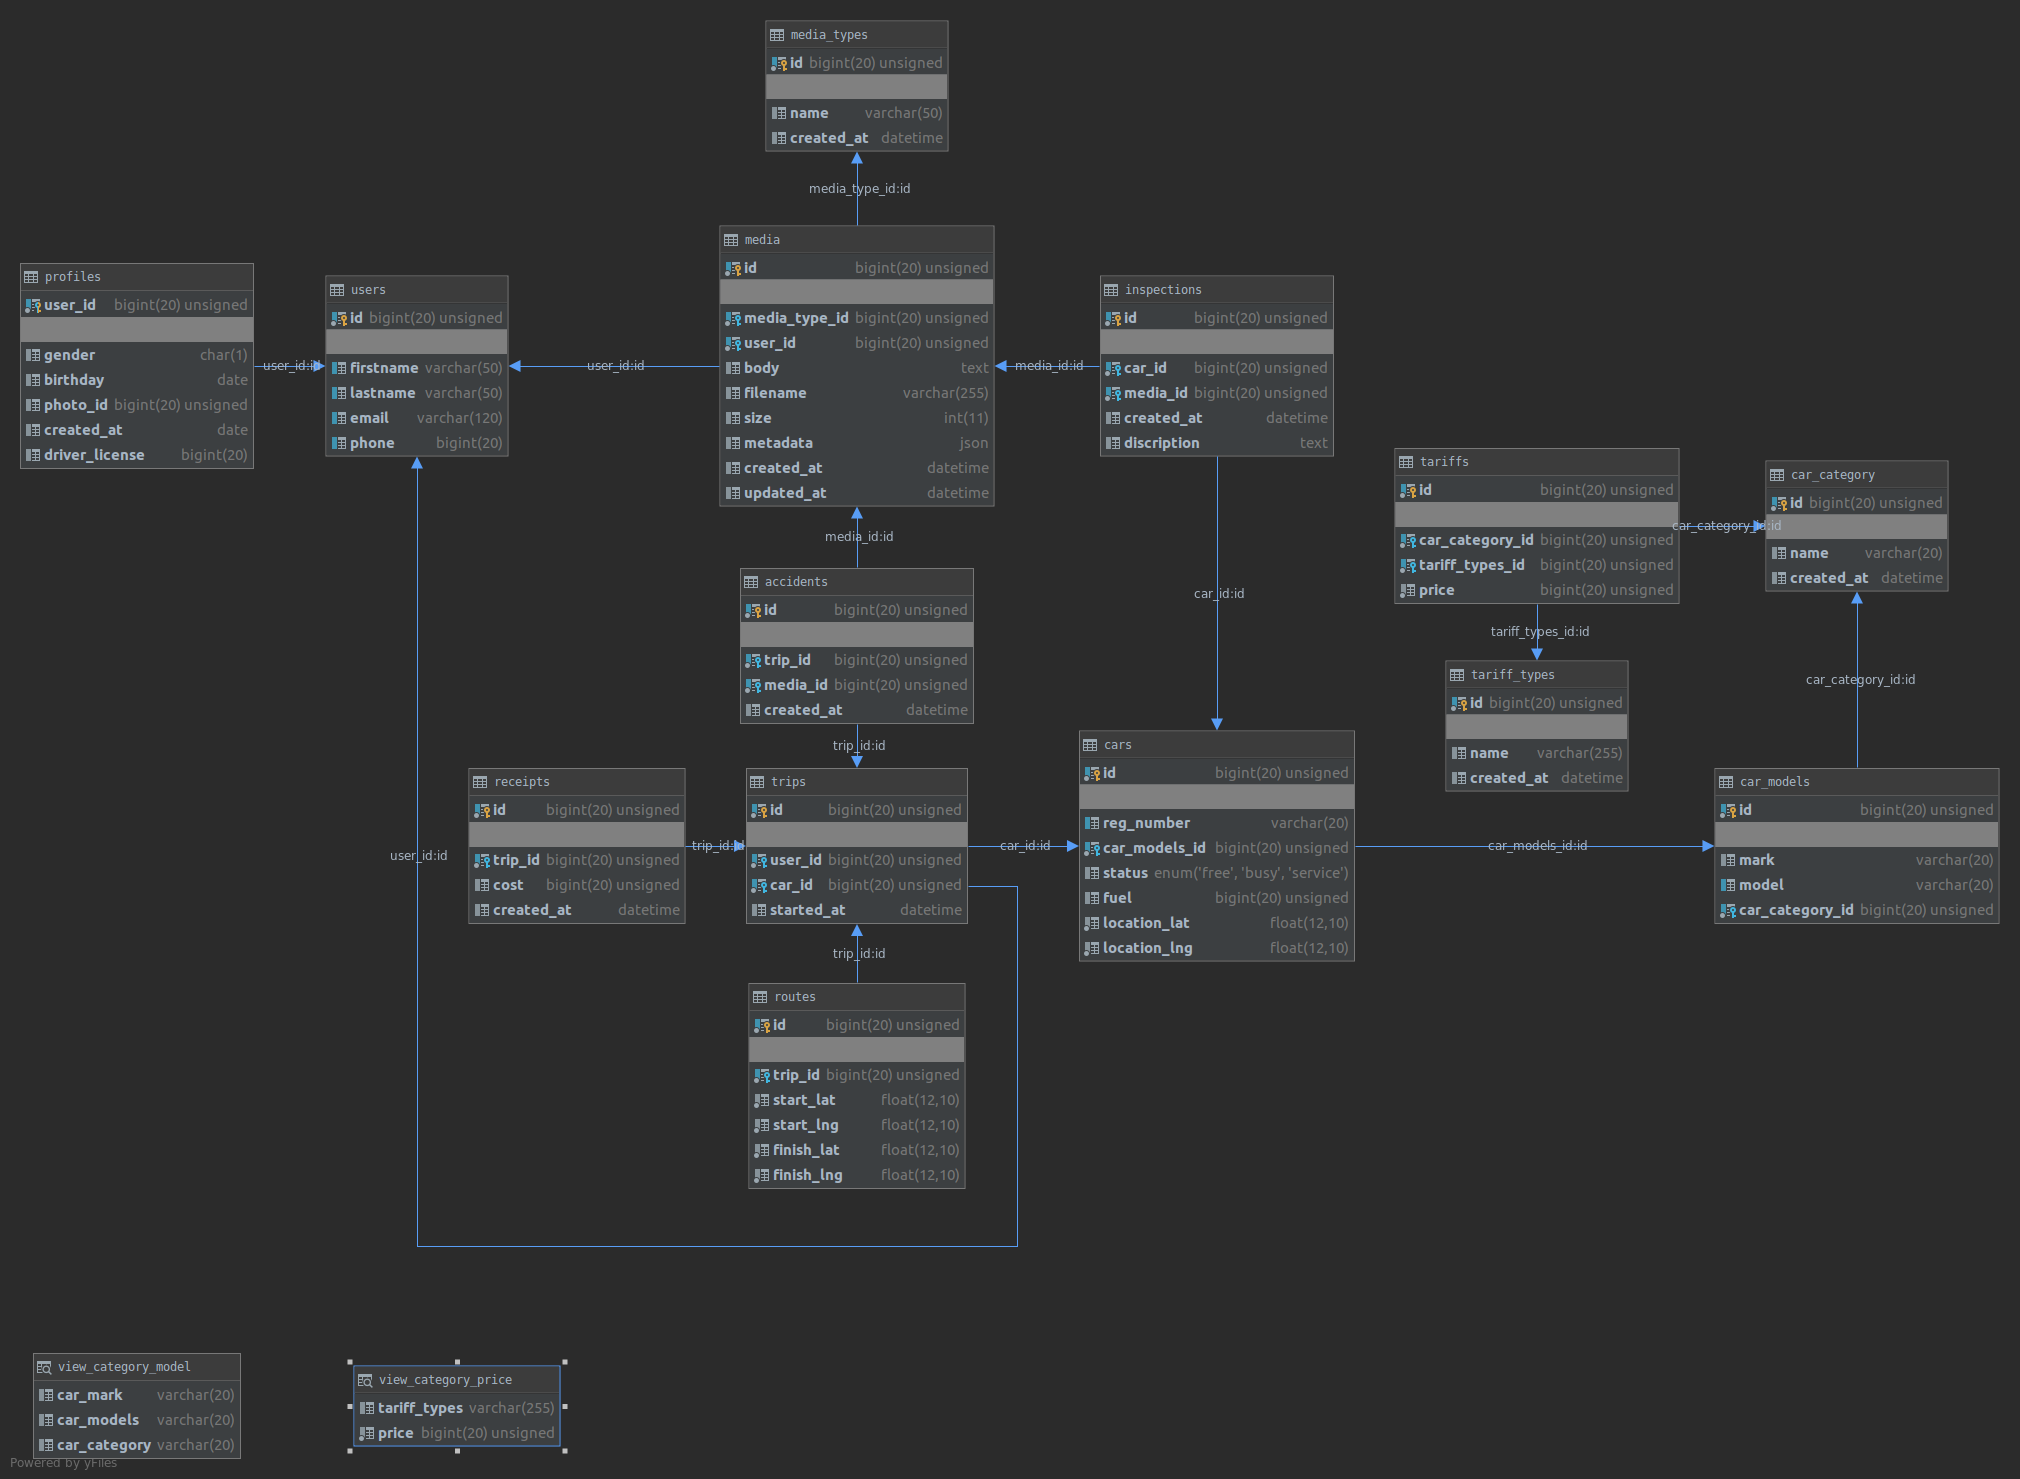 media_types
id bigint(20) unsigned
name varchar(50)
created_at datetime
media_type_id:id
media
id bigint(20) unsigned
media_type_id bigint(20) unsigned
user_id bigint(20) unsigned
body text
filename varchar(255)
size int(11)
metadata json
created_at datetime
updated_at datetime
profiles
user_id bigint(20) unsigned
gender char(1)
birthday date
photo_id bigint(20) unsigned
created_at date
driver_license bigint(20)
user_id:id
users
id bigint(20) unsigned
firstname varchar(50)
lastname varchar(50)
email varchar(120)
phone bigint(20)
user_id:id
inspections
id bigint(20) unsigned
car_id bigint(20) unsigned
media_id bigint(20) unsigned
created_at datetime
discription text
media_id:id
tariffs
id bigint(20) unsigned
car_category_id bigint(20) unsigned
tariff_types_id bigint(20) unsigned
price bigint(20) unsigned
car_category_id:id
car_category
id bigint(20) unsigned
name varchar(20)
created_at datetime
media_id:id
accidents
id bigint(20) unsigned
trip_id bigint(20) unsigned
media_id bigint(20) unsigned
created_at datetime
car_id:id
tariff_types_id:id
tariff_types
id bigint(20) unsigned
name varchar(255)
created_at datetime
car_category_id:id
trip_id:id
receipts
id bigint(20) unsigned
trip_id bigint(20) unsigned
cost bigint(20) unsigned
created_at datetime
trip_id:id
trips
id bigint(20) unsigned
user_id bigint(20) unsigned
car_id bigint(20) unsigned
started_at datetime
car_id:id
cars
id bigint(20) unsigned
reg_number varchar(20)
car_models_id bigint(20) unsigned
status enum('free', 'busy', 'service')
fuel bigint(20) unsigned
location_lat float(12,10)
location_lng float(12,10)
car_models_id:id
car_models
id bigint(20) unsigned
mark varchar(20)
model varchar(20)
car_category_id bigint(20) unsigned
user_id:id
trip_id:id
routes
id bigint(20) unsigned
trip_id bigint(20) unsigned
start_lat float(12,10)
start_lng float(12,10)
finish_lat float(12,10)
finish_lng float(12,10)
view_category_model
car_mark varchar(20)
car_models varchar(20)
car_category varchar(20)
view_category_price
tariff_types varchar(255)
price bigint(20) unsigned
Powered by yFiles